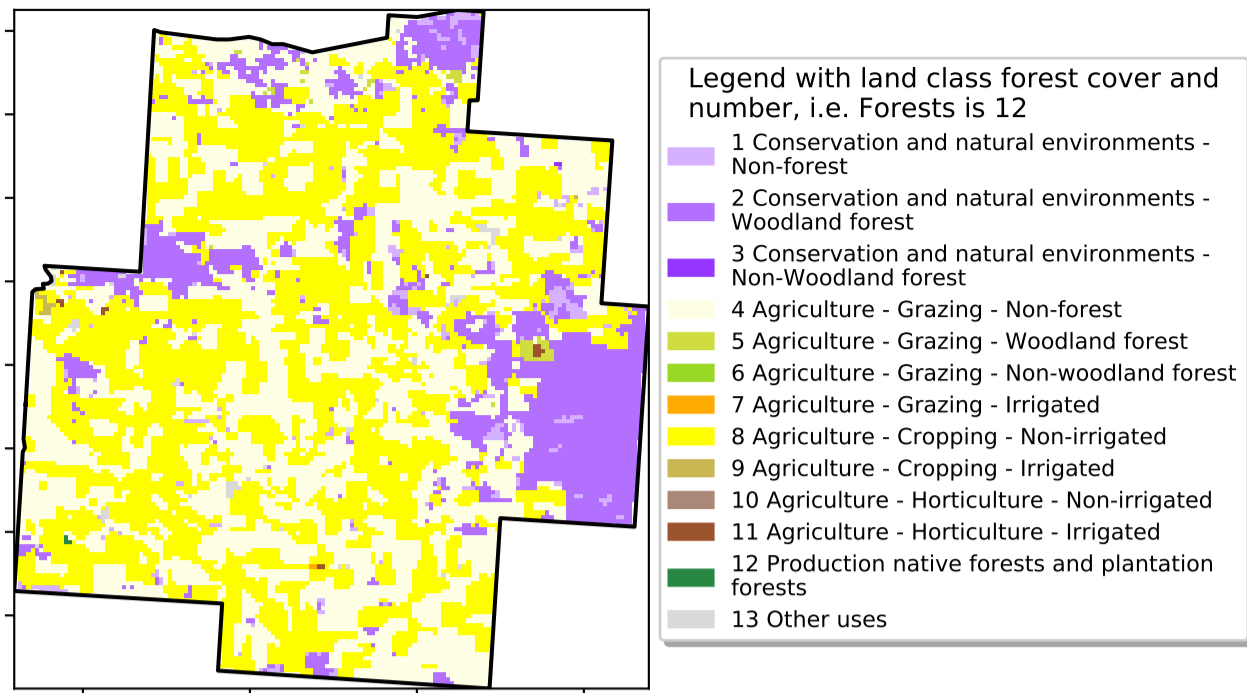 Legend with land class forest cover and
number, i.e. Forests is 12
1 Conservation and natural environments -
Non-forest
2 Conservation and natural environments -
Woodland forest
3 Conservation and natural environments -
Non-Woodland forest
4 Agriculture - Grazing - Non-forest
5 Agriculture - Grazing - Woodland forest
6 Agriculture - Grazing - Non-woodland forest
7 Agriculture - Grazing - Irrigated
8 Agriculture - Cropping - Non-irrigated
9 Agriculture - Cropping - Irrigated
10 Agriculture - Horticulture - Non-irrigated
11 Agriculture - Horticulture - Irrigated
12 Production native forests and plantation
forests
13 Other uses